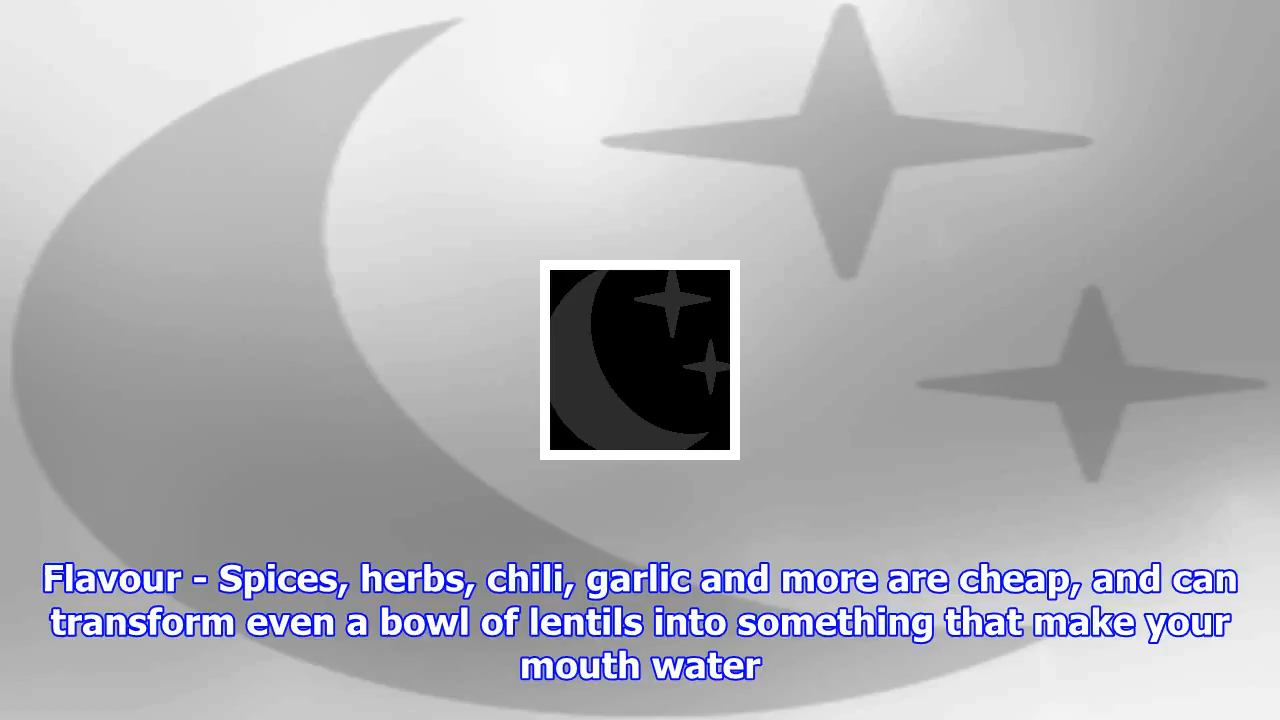 Flavour - Spices, herbs, chili, garlic and more are cheap, and can
transform even a bowl of lentils into something that make your
mouth water